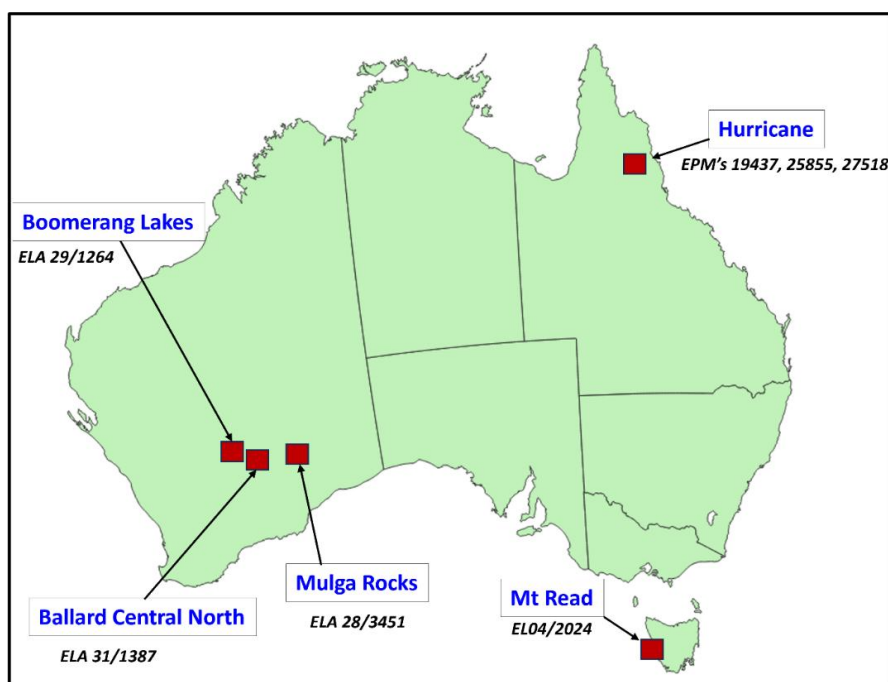 Hurricane
EPM's 19437, 25855, 27518
Boomerang Lakes
ELA 29/1264
Mulga Rocks
ELA 28/3451
Ballard Central North
ELA 31/1387
Mt Read
EL04/2024